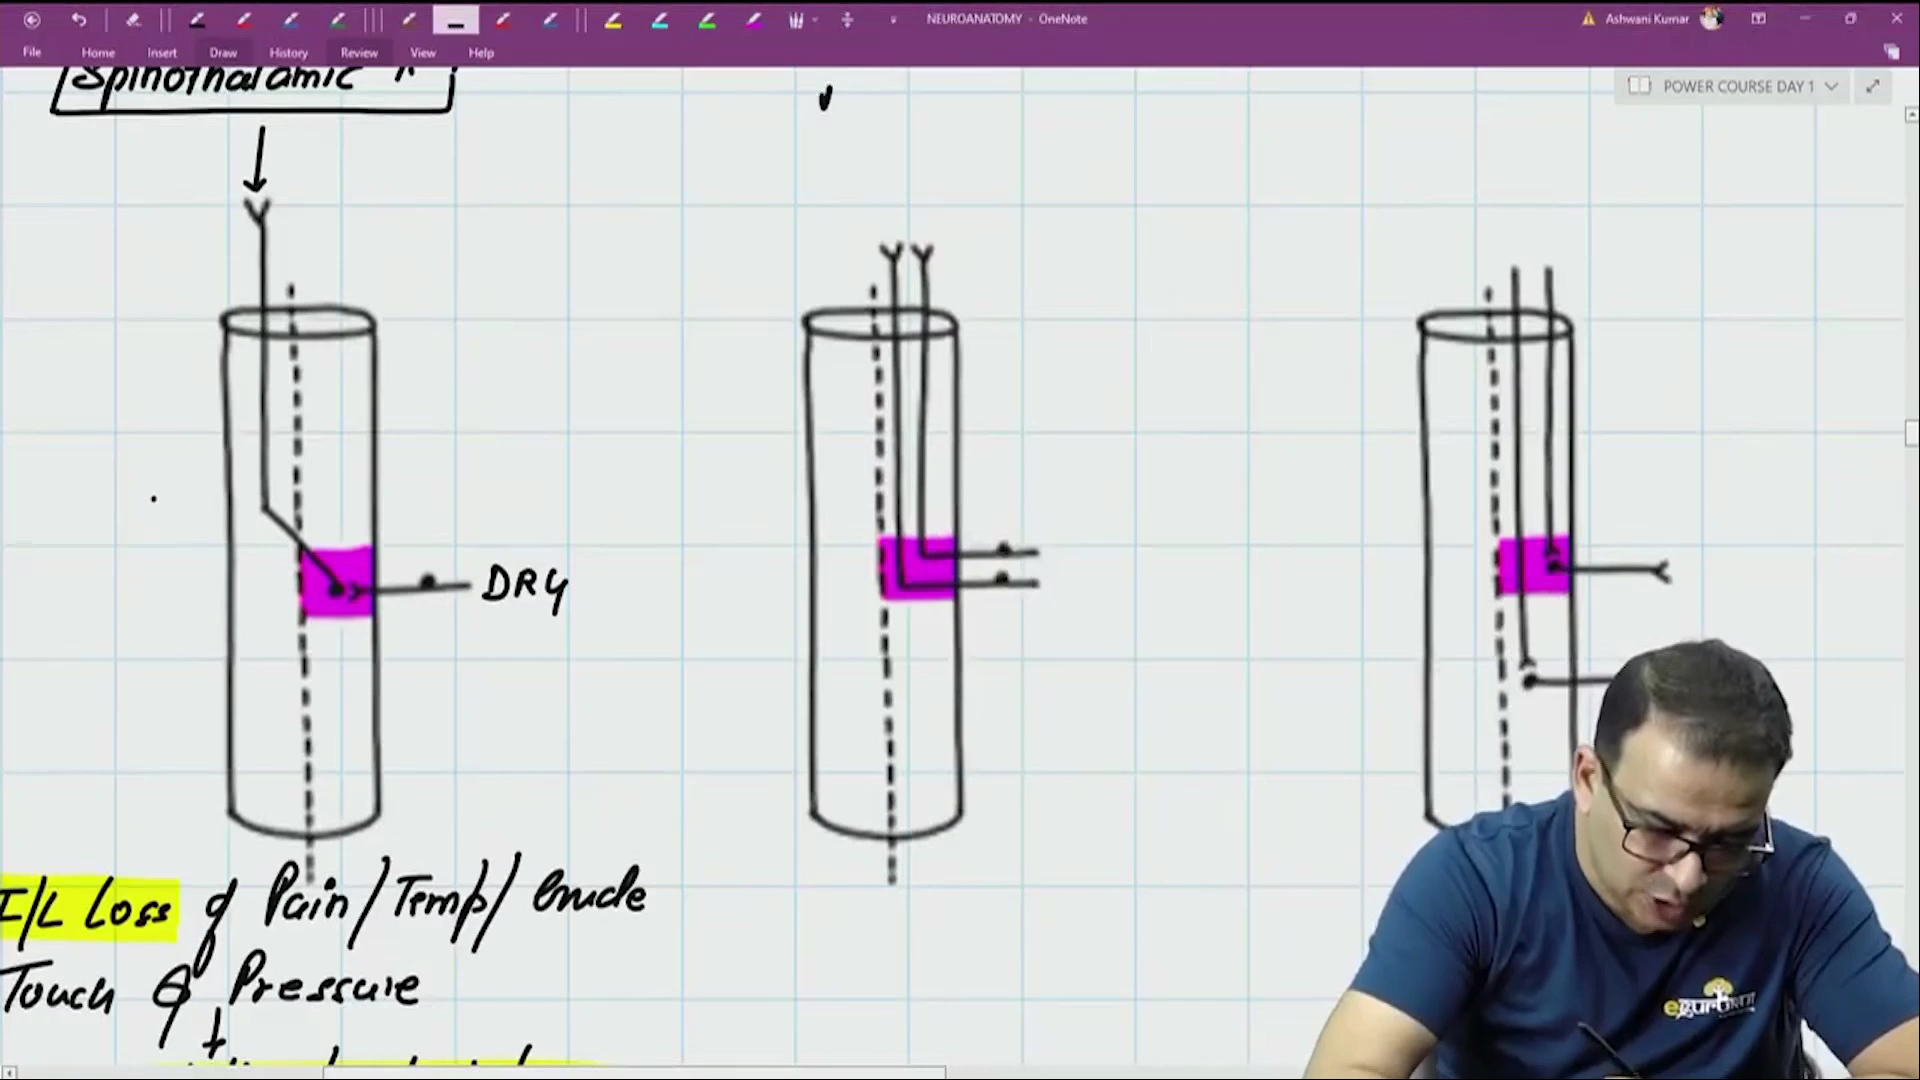 NEUROANATOMY - OneNote
Ashwani Kumar
File Home Insert Draw History Review View Help
POWER COURSE DAY 1
Spinothalamic
DRG
I/L Loss of Pain/Temp/Crude
Touch & Pressure
+